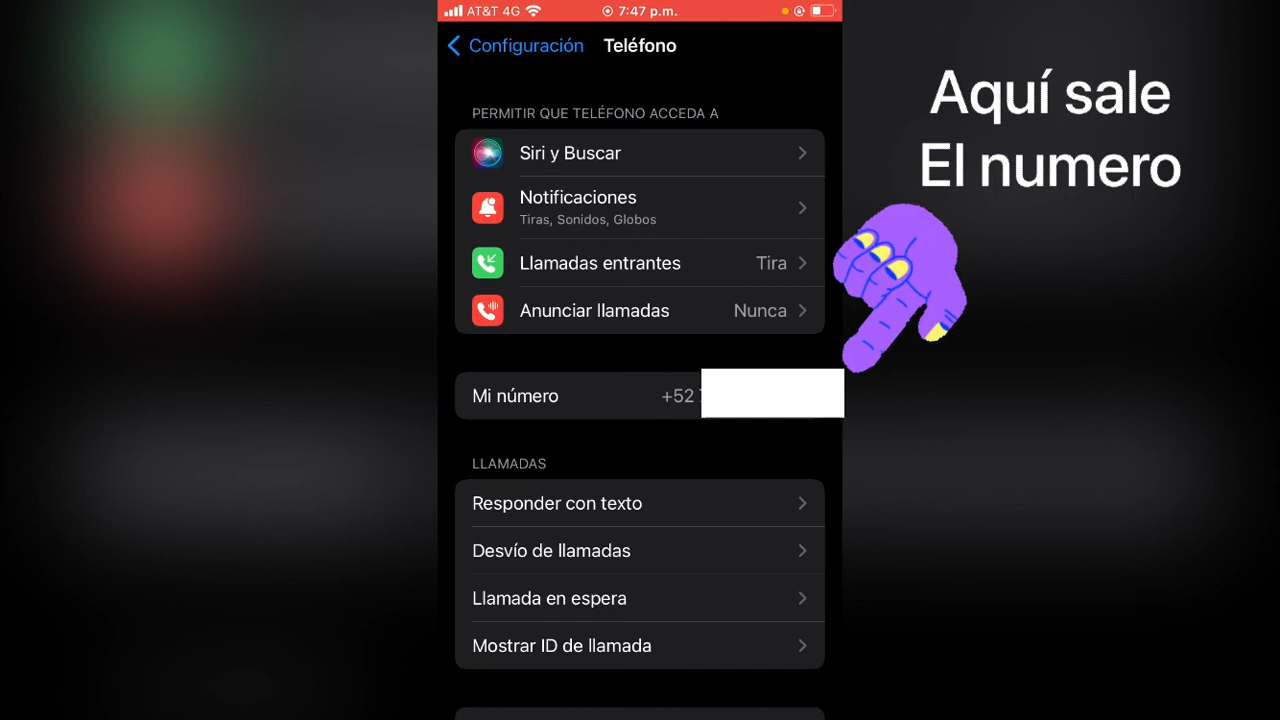 AT&T 4G 7:47 p.m.
Configuración Teléfono
PERMITIR QUE TELÉFONO ACCEDA A
Siri y Buscar
Notificaciones
Tiras, Sonidos, Globos
Llamadas entrantes Tira
Anunciar llamadas Nunca
Mi número +52
LLAMADAS
Responder con texto
Desvío de llamadas
Llamada en espera
Mostrar ID de llamada
Aquí sale
El numero